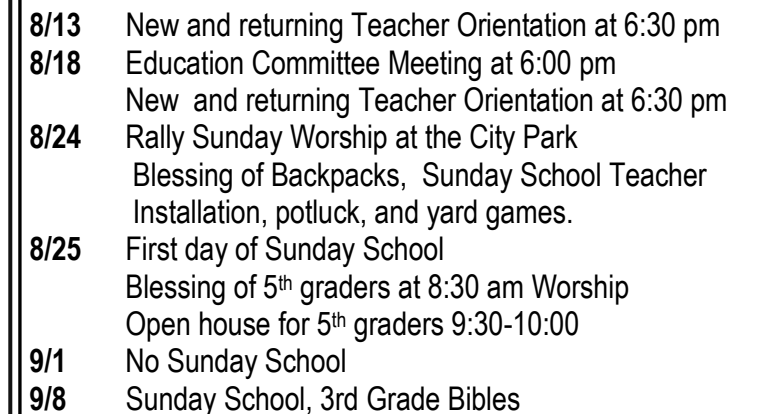 8/13 New and returning Teacher Orientation at 6:30 pm
8/18 Education Committee Meeting at 6:00 pm
New and returning Teacher Orientation at 6:30 pm
8/24 Rally Sunday Worship at the City Park
Blessing of Backpacks, Sunday School Teacher
Installation, potluck, and yard games.
8/25 First day of Sunday School
Blessing of 5th graders at 8:30 am Worship
Open house for 5th graders 9:30-10:00
9/1 No Sunday School
9/8 Sunday School, 3rd Grade Bibles